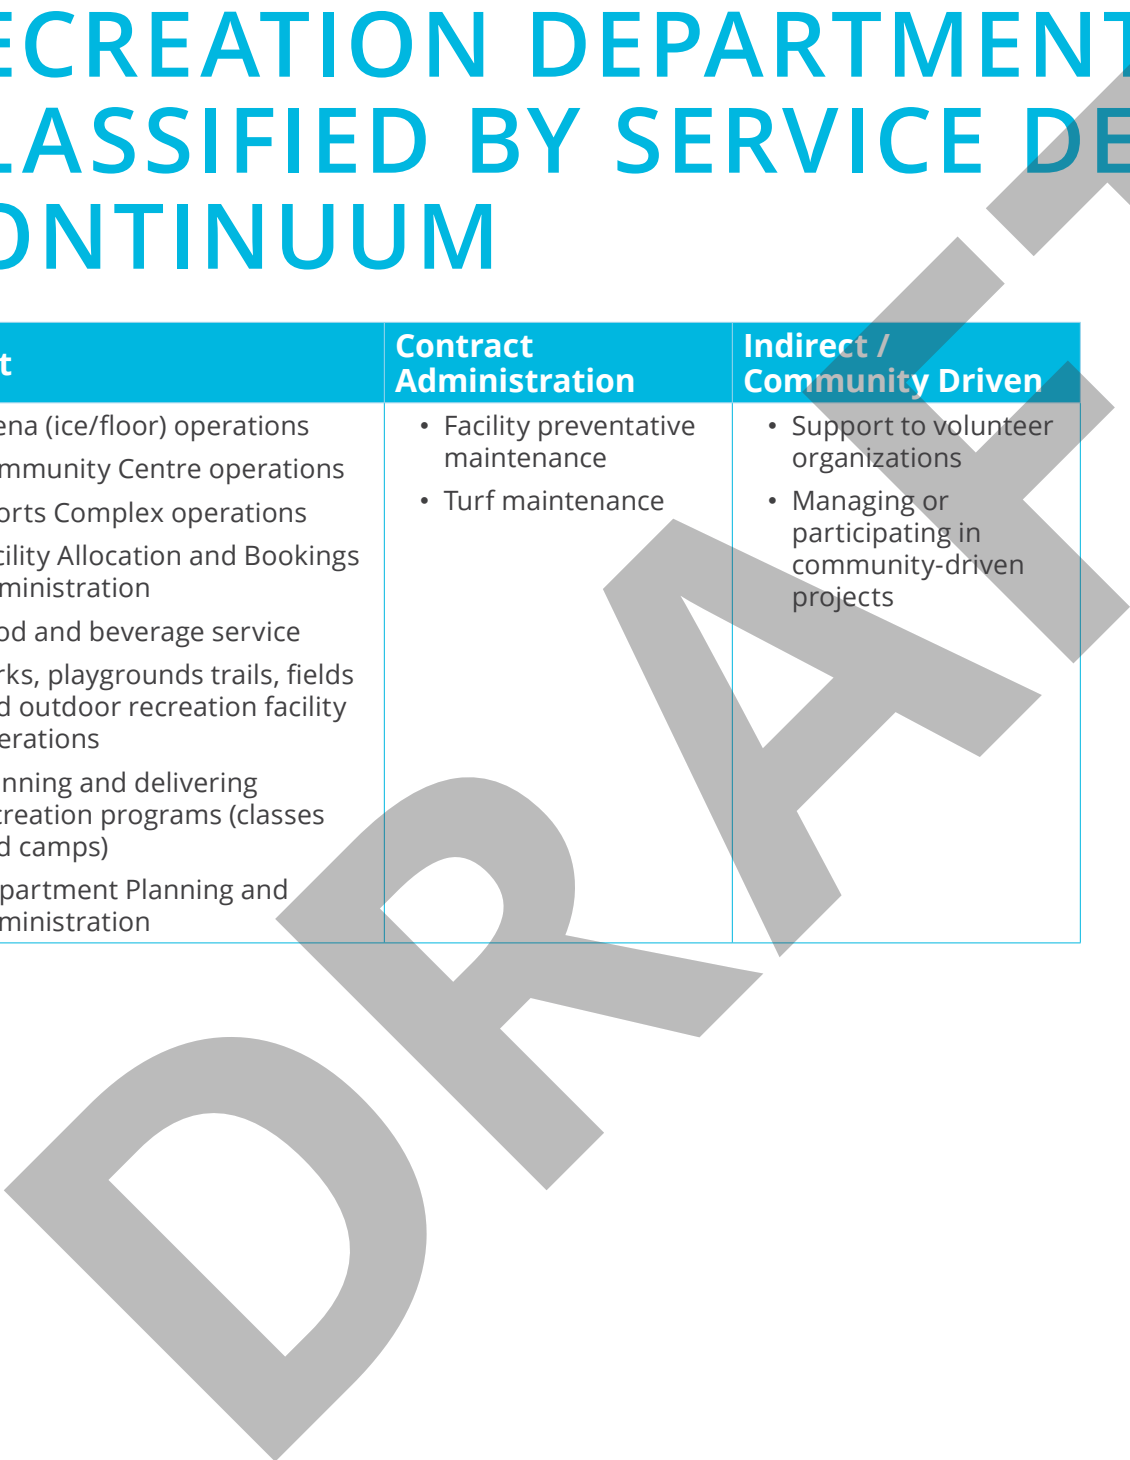 ECREATION DEPARTMENT
LASSIFIED BY SERVICE DE
ONTINUUM
t
Contract
Administration
Indirect /
Community Driven
ena (ice/floor) operations
mmunity Centre operations
orts Complex operations
cility Allocation and Bookings
ministration
od and beverage service
rks, playgrounds trails, fields
d outdoor recreation facility
erations
nning and delivering
creation programs (classes
d camps)
partment Planning and
ministration
• Facility preventative
maintenance
• Turf maintenance
• Support to volunteer
organizations
• Managing or
participating in
community-driven
projects
DRAFT